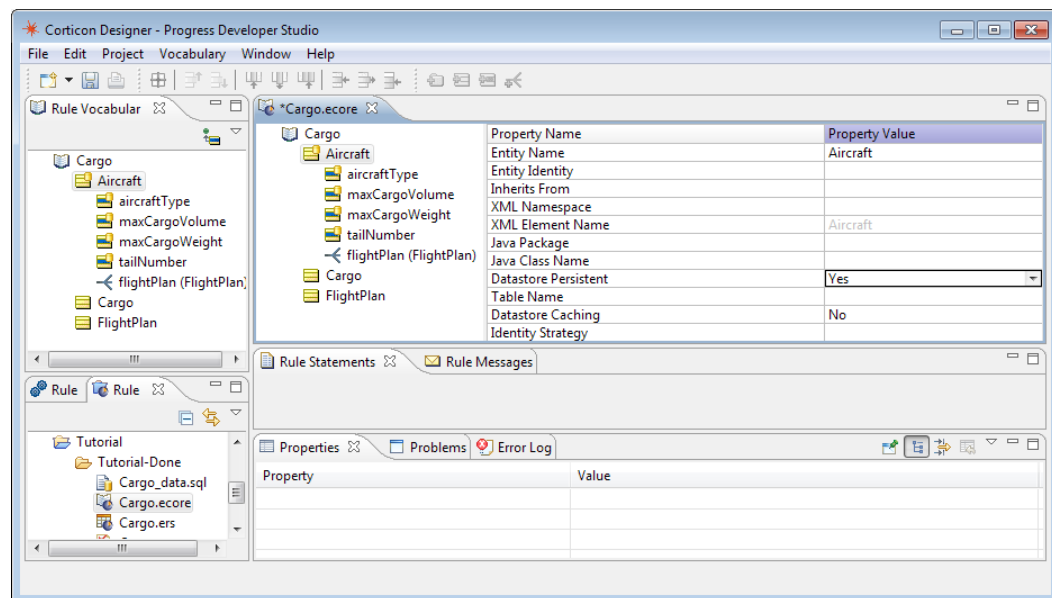 Corticon Designer - Progress Developer Studio
File Edit Project Vocabulary Window Help
Rule Vocabular
Cargo
Aircraft
aircraftType
maxCargoVolume
maxCargoWeight
tailNumber
flightPlan (FlightPlan)
Cargo
FlightPlan
*Cargo.ecore
Cargo
Aircraft
aircraftType
maxCargoVolume
maxCargoWeight
tailNumber
flightPlan (FlightPlan)
Cargo
FlightPlan
Property Name Property Value
Entity Name Aircraft
Entity Identity
Inherits From
XML Namespace
XML Element Name Aircraft
Java Package
Java Class Name
Datastore Persistent Yes
Table Name
Datastore Caching No
Identity Strategy
Rule Statements Rule Messages
Rule Rule
Tutorial
Tutorial-Done
Cargo_data.sql
Cargo.ecore
Cargo.ers
Properties Problems Error Log
Property Value